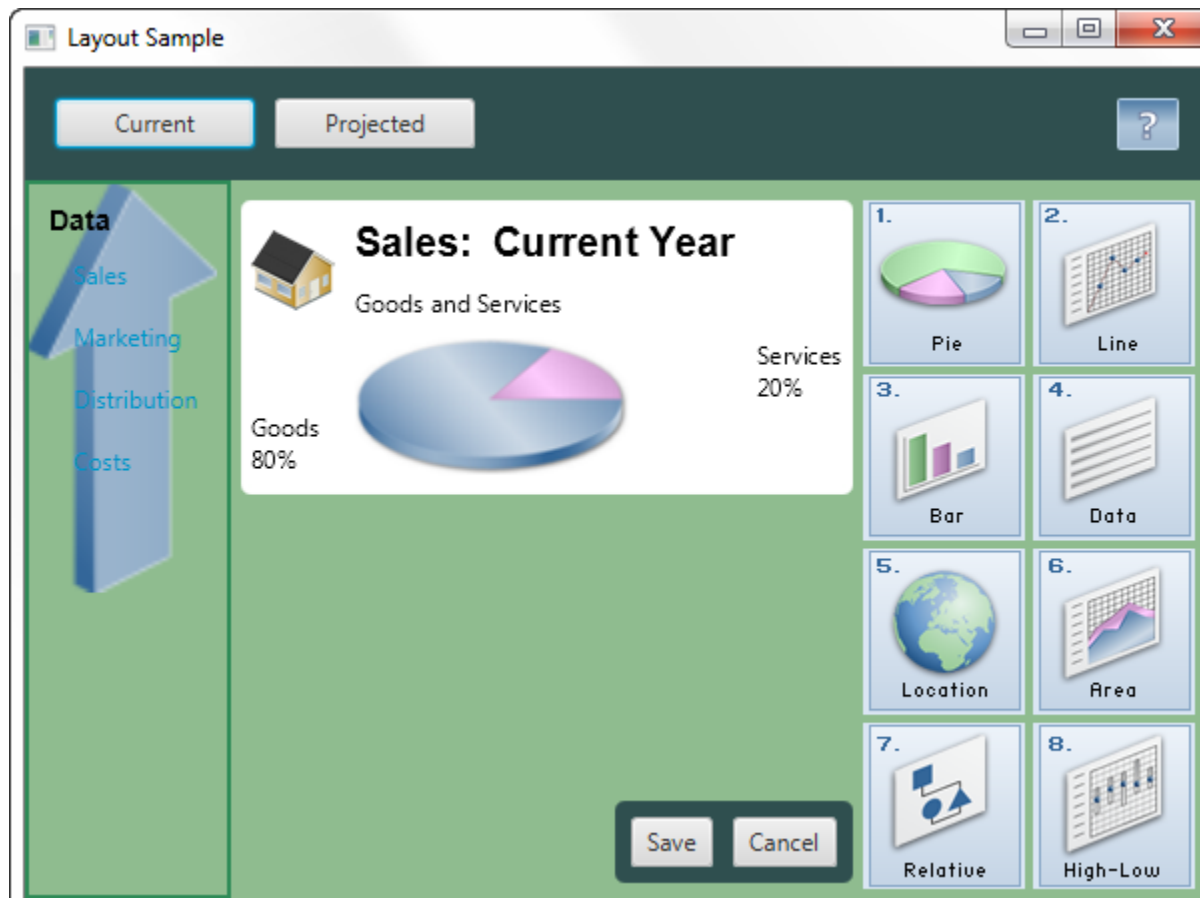 Layout Sample
Current
Projected
?
Data
Sales
Marketing
Distribution
Costs
Sales:  Current Year
Goods and Services
Services
20%
Goods
80%
1.
Pie
2.
Line
3.
Bar
4.
Data
5.
Location
6.
Area
7.
Relative
8.
High-Low
Save
Cancel